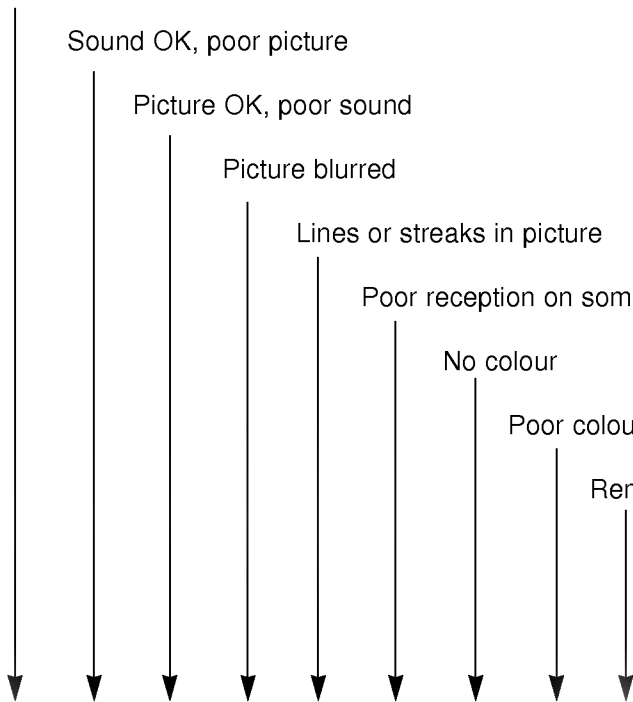 Sound OK, poor picture
Picture OK, poor sound
Picture blurred
Lines or streaks in picture
Poor reception on
No colour
Poor